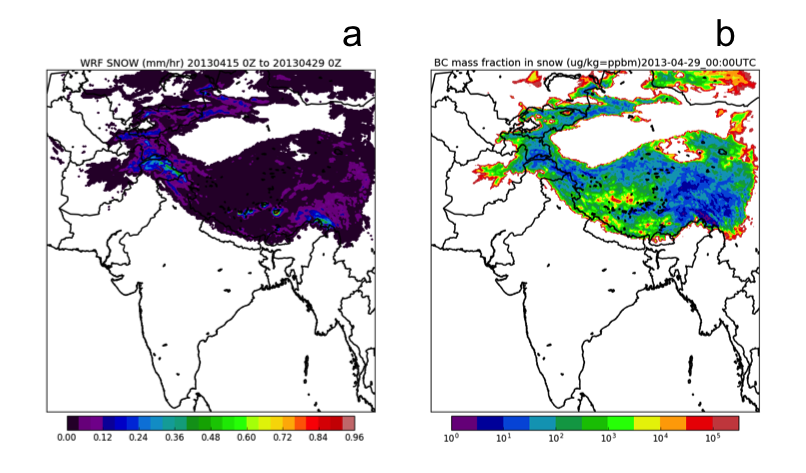 a
b
WRF SNOW (mm/hr) 20130415 0Z to 20130429 0Z
BC mass fraction in snow (ug/kg=ppbm)2013-04-29_00:00UTC
0.00 0.12 0.24 0.36 0.48 0.60 0.72 0.84 0.96
10⁰ 10¹ 10² 10³ 10⁴ 10⁵